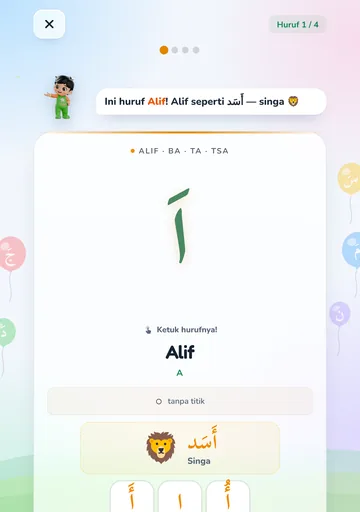 Huruf 1 / 4
Ini huruf Alif! Alif seperti أَسَد — singa 🦁
ALIF · BA · TA · TSA
اَ
Ketuk hurufnya!
Alif
A
tanpa titik
أَسَد
Singa